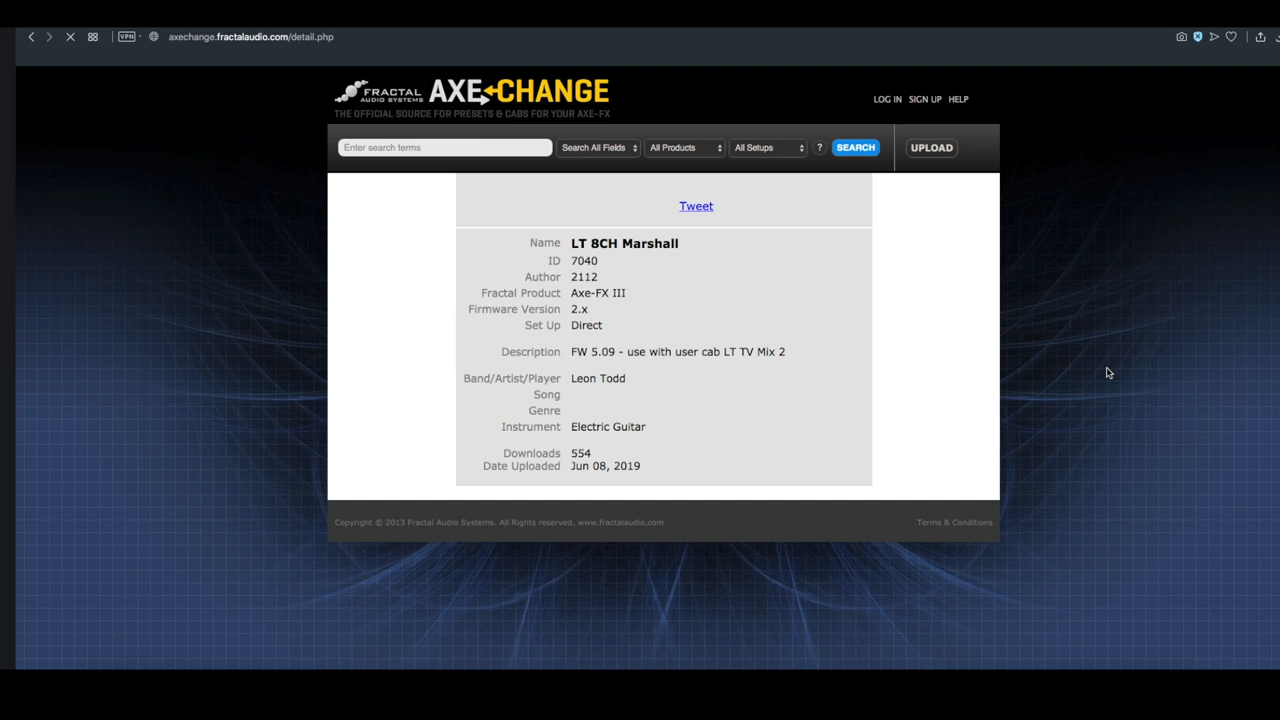 VPN axechange.fractalaudio.com/detail.php
FRACTAL AUDIO SYSTEMS AXE CHANGE
THE OFFICIAL SOURCE FOR PRESETS & CABS FOR YOUR AXE-FX
LOG IN SIGN UP HELP
Enter search terms Search All Fields All Products All Setups ? SEARCH UPLOAD
Tweet
Name LT 8CH Marshall
ID 7040
Author 2112
Fractal Product Axe-FX III
Firmware Version 2.x
Set Up Direct
Description FW 5.09 - use with user cab LT TV Mix 2
Band/Artist/Player Leon Todd
Song
Genre
Instrument Electric Guitar
Downloads 554
Date Uploaded Jun 08, 2019
Copyright © 2013 Fractal Audio Systems. All Rights reserved. www.fractalaudio.com Terms & Conditions